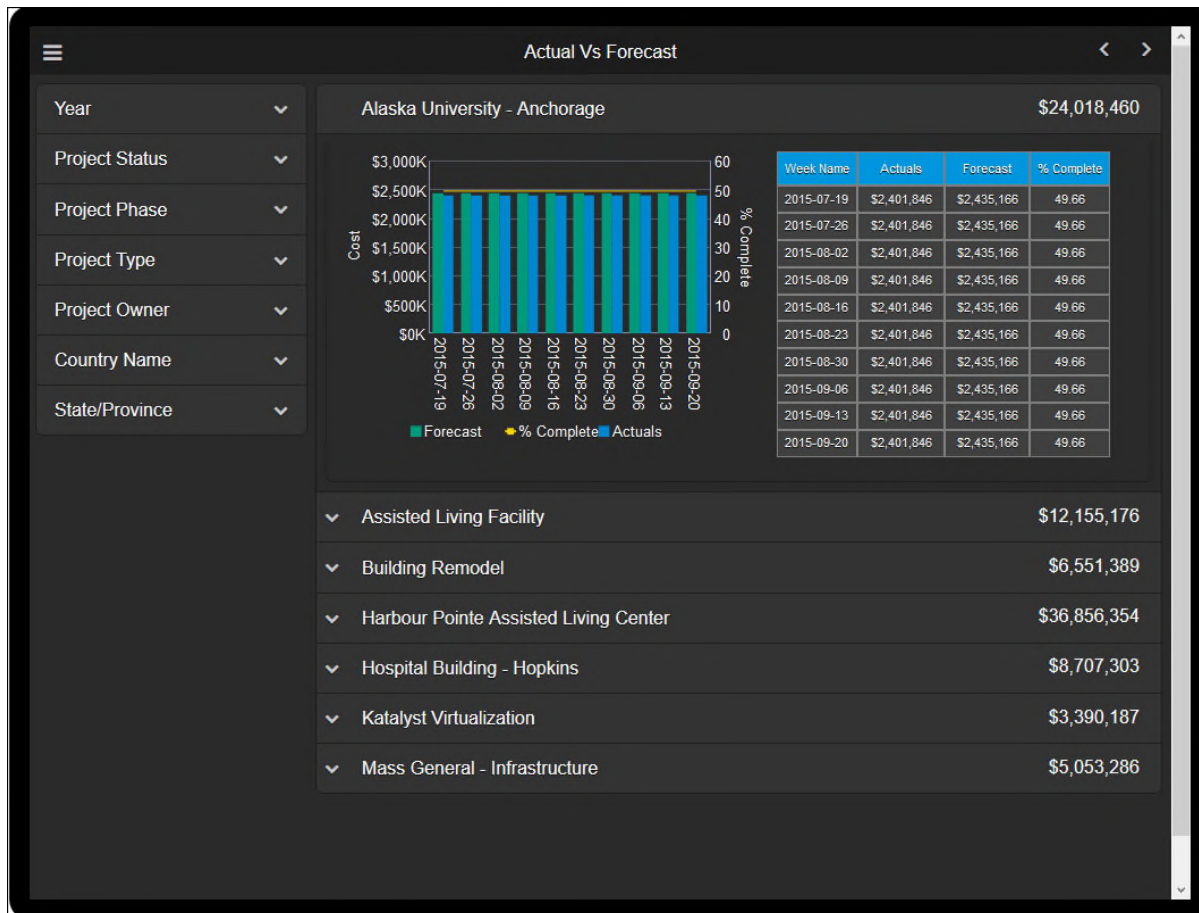 Actual Vs Forecast
Year
Project Status
Project Phase
Project Type
Project Owner
Country Name
State/Province
Alaska University - Anchorage $24,018,460
$3,000K
$2,500K
$2,000K
$1,500K
$1,000K
$500K
$0K
Cost
60
50
40
30
20
10
0
% Complete
2015-07-19
2015-07-26
2015-08-02
2015-08-09
2015-08-16
2015-08-23
2015-08-30
2015-09-06
2015-09-13
2015-09-20
Forecast % Complete Actuals
Week Name Actuals Forecast % Complete
2015-07-19 $2,401,846 $2,435,166 49.66
2015-07-26 $2,401,846 $2,435,166 49.66
2015-08-02 $2,401,846 $2,435,166 49.66
2015-08-09 $2,401,846 $2,435,166 49.66
2015-08-16 $2,401,846 $2,435,166 49.66
2015-08-23 $2,401,846 $2,435,166 49.66
2015-08-30 $2,401,846 $2,435,166 49.66
2015-09-06 $2,401,846 $2,435,166 49.66
2015-09-13 $2,401,846 $2,435,166 49.66
2015-09-20 $2,401,846 $2,435,166 49.66
Assisted Living Facility $12,155,176
Building Remodel $6,551,389
Harbour Pointe Assisted Living Center $36,856,354
Hospital Building - Hopkins $8,707,303
Katalyst Virtualization $3,390,187
Mass General - Infrastructure $5,053,286